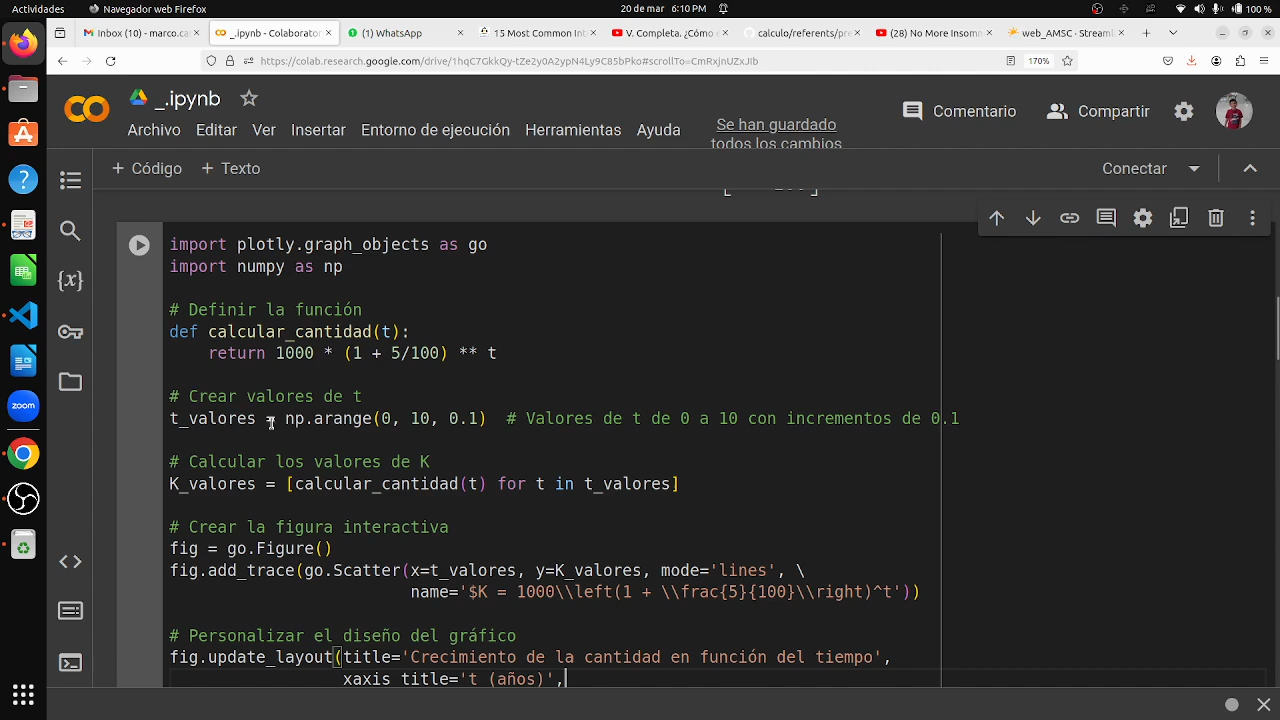 Actividades
Navegador web Firefox
20 de mar 6:10 PM
100 %
Inbox (10) - marco.ca
_.ipynb - Colaborator
(1) WhatsApp
15 Most Common Int
V. Completa. ¿Cómo
calculo/referents/pre
(28) No More Insomn
web_AMSC · Streaml
https://colab.research.google.com/drive/1hqC7GkkQy-tZe2y0A2ypN4Ly9C85bPko#scrollTo=CmRxjnUZxJIb
170%
_.ipynb
Archivo Editar Ver Insertar Entorno de ejecución Herramientas Ayuda
Se han guardado
todos los cambios
Comentario
Compartir
+ Código + Texto
Conectar
import plotly.graph_objects as go
import numpy as np
# Definir la función
def calcular_cantidad(t):
return 1000 * (1 + 5/100) ** t
# Crear valores de t
t_valores = np.arange(0, 10, 0.1) # Valores de t de 0 a 10 con incrementos de 0.1
# Calcular los valores de K
K_valores = [calcular_cantidad(t) for t in t_valores]
# Crear la figura interactiva
fig = go.Figure()
fig.add_trace(go.Scatter(x=t_valores, y=K_valores, mode='lines', \
name='$K = 1000\\left(1 + \\frac{5}{100}\\right)^t'))
# Personalizar el diseño del gráfico
fig.update_layout(title='Crecimiento de la cantidad en función del tiempo',
xaxis_title='t (años)',
zoom